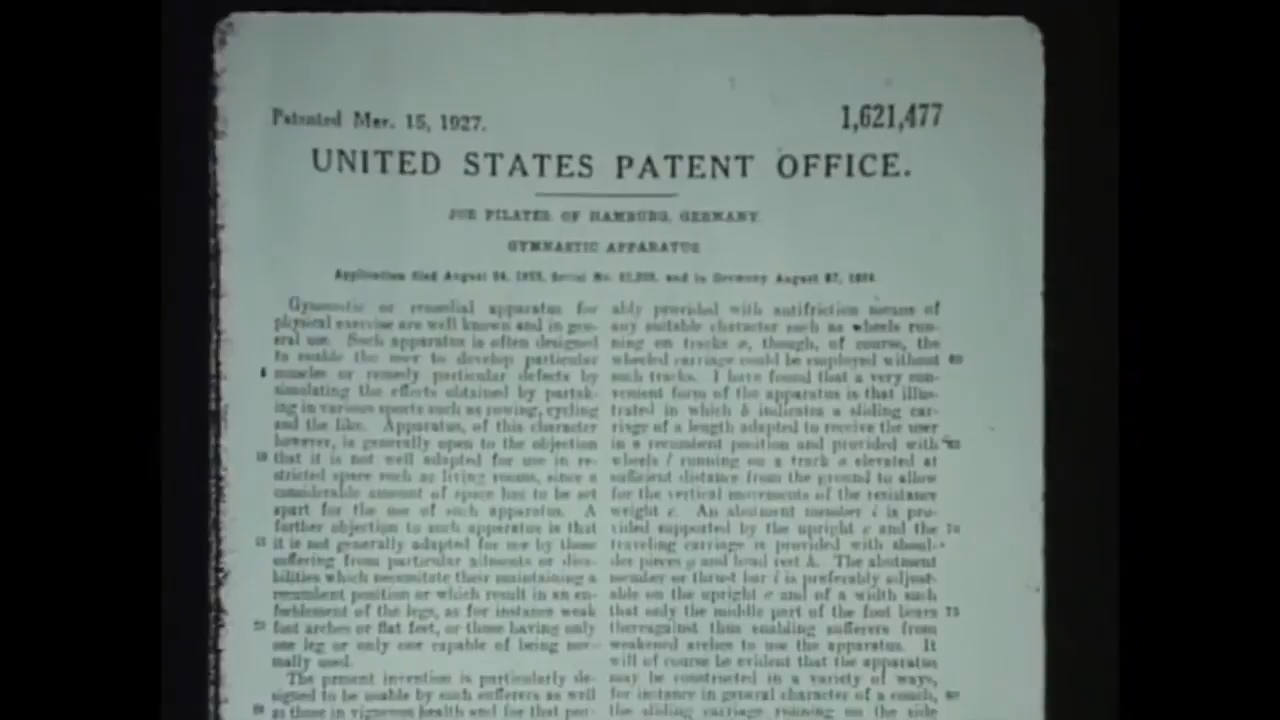 Patented Mar. 15, 1927.
1,621,477
UNITED STATES PATENT OFFICE.
JOE PILATES, OF HAMBURG, GERMANY.
GYMNASTIC APPARATUS
Application filed August and in Germany August
Gymnastic or remedial apparatus for
physical exercise are well known and in gen-
eral use. Such apparatus is often designed
to enable the user to develop particular
muscles or remedy particular defects by
simulating the effects obtained by partak-
ing in various sports such as rowing, cycling
and the like. Apparatus, of this character
however, is generally open to the objection
10 that it is not well adapted for use in re-
stricted space such as living rooms, since a
considerable amount of space has to be set
apart for the use of such apparatus. A
further objection to such apparatus is that
15 it is not generally adapted for use by those
suffering from particular ailments or disa-
bilities which necessitate their maintaining a
recumbent position or which result in an en-
feeblement of the legs, as for instance weak
20 foot arches or flat feet, or those having only
one leg or only one capable of being nor-
mally used.
The present invention is particularly de-
signed to be usable by such sufferers as well
as those in vigorous health and for that pur-
ably provided with antifriction means of
any suitable character such as wheels run-
ning on tracks though, of course, the
wheeled carriage could be employed without 60
such tracks. I have found that a very con-
venient form of the apparatus is that illus-
trated in which b indicates a sliding car-
riage of a length adapted to receive the user
in a recumbent position and provided with 65
wheels f running on a track a elevated at
sufficient distance from the ground to allow
for the vertical movements of the resistance
weight An abutment member i is pro-
vided supported by the upright and the 70
traveling carriage is provided with shoul-
der pieces g and head rest h. The abutment
member or thrust bar i is preferably adjust-
able on the upright and of a width such
that only the middle part of the foot bears 75
thereagainst thus enabling sufferers from
weakened arches to use the apparatus. It
will of course be evident that the apparatus
may be constructed in a variety of ways,
for instance in general character of a couch, 80
the sliding carriage running on the side